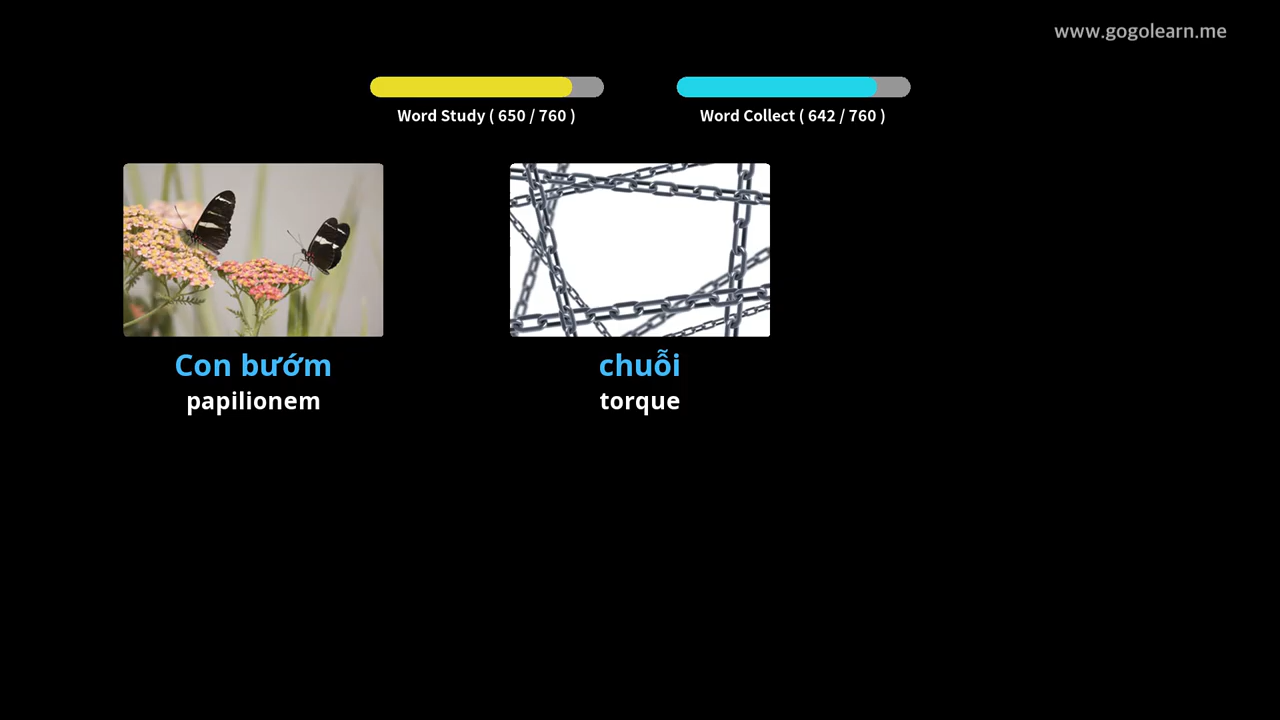 www.gogolearn.me
Word Study ( 650 / 760 )
Word Collect ( 642 / 760 )
Con bướm
papilionem
chuỗi
torque